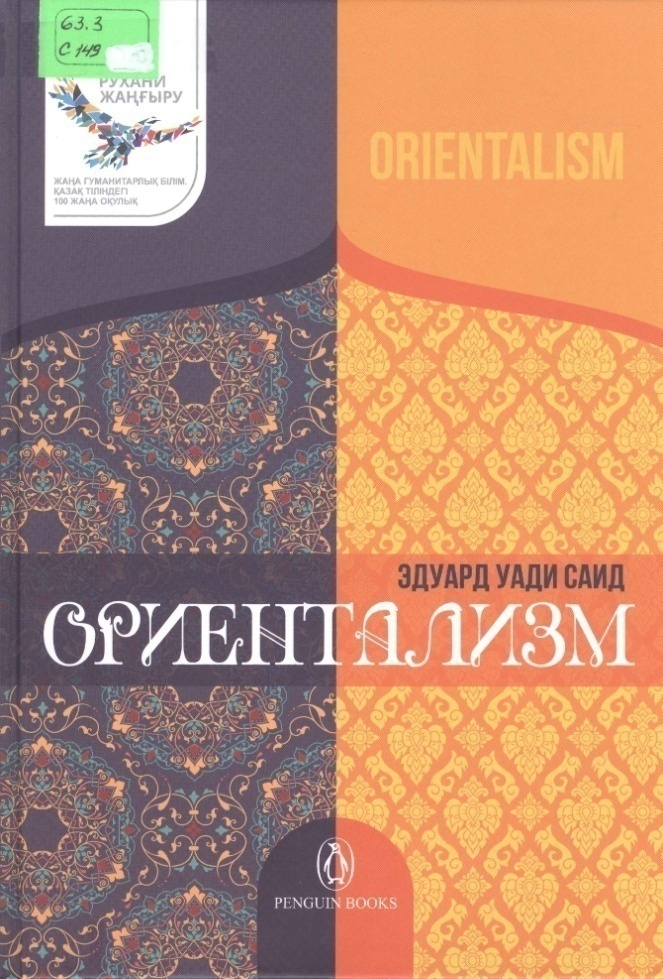 63.3
С 149
РУХАНИ
ЖАҢҒЫРУ
ЖАҢА ГУМАНИТАРЛЫҚ БІЛІМ.
ҚАЗАҚ ТІЛІНДЕГІ
100 ЖАҢА ОҚУЛЫҚ
ORIENTALISM
ЭДУАРД УАДИ САИД
ОРИЕНТАЛИЗМ
PENGUIN BOOKS